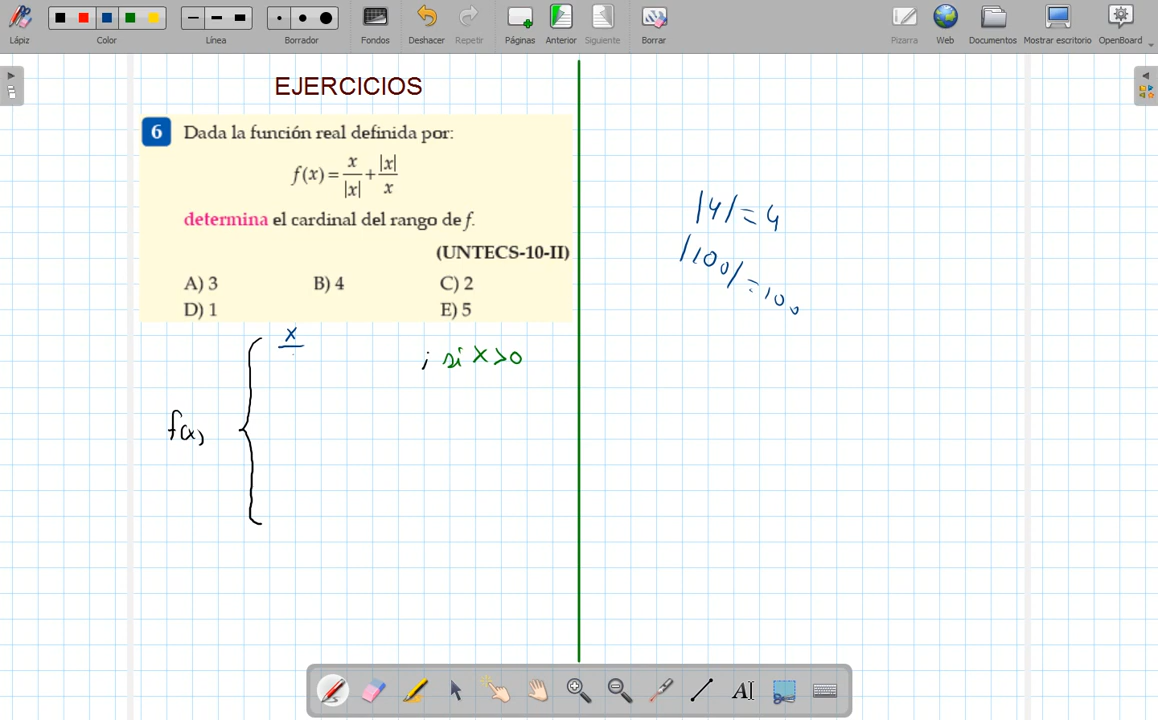 Lápiz
Color
Línea
Borrador
Fondos
Deshacer
Repetir
Páginas
Anterior
Siguiente
Borrar
Pizarra
Web
Documentos
Mostrar escritorio
OpenBoard
EJERCICIOS
6 Dada la función real definida por:
f(x) = x/|x| + |x|/x
determina el cardinal del rango de f.
(UNTECS-10-II)
A) 3 B) 4 C) 2
D) 1 E) 5
x
; si x>0
f(x)
|4| = 4
|100| = 100